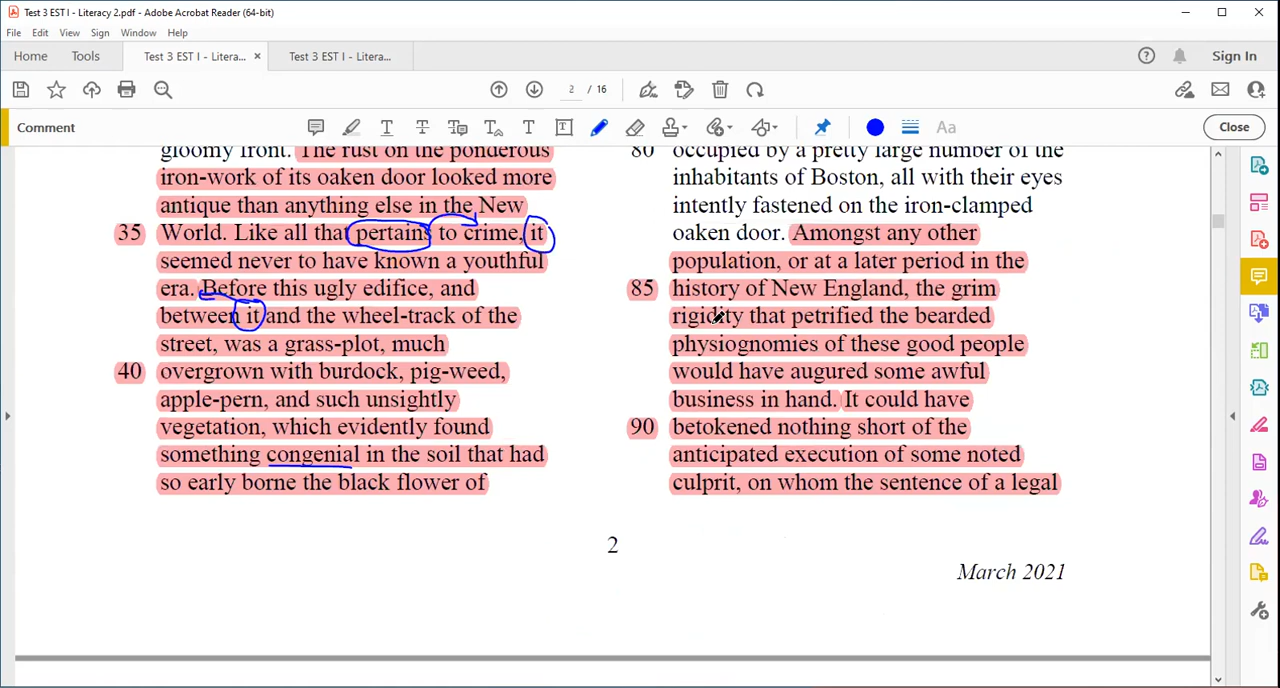 Test 3 EST I - Literacy 2.pdf - Adobe Acrobat Reader (64-bit)
File Edit View Sign Window Help
Home Tools Test 3 EST I - Litera... × Test 3 EST I - Litera... Sign In
2 / 16
Comment Aa Close
gloomy front. The rust on the ponderous
iron-work of its oaken door looked more
antique than anything else in the New
35 World. Like all that pertains to crime, it
seemed never to have known a youthful
era. Before this ugly edifice, and
between it and the wheel-track of the
street, was a grass-plot, much
40 overgrown with burdock, pig-weed,
apple-pern, and such unsightly
vegetation, which evidently found
something congenial in the soil that had
so early borne the black flower of
80 occupied by a pretty large number of the
inhabitants of Boston, all with their eyes
intently fastened on the iron-clamped
oaken door. Amongst any other
population, or at a later period in the
85 history of New England, the grim
rigidity that petrified the bearded
physiognomies of these good people
would have augured some awful
business in hand. It could have
90 betokened nothing short of the
anticipated execution of some noted
culprit, on whom the sentence of a legal
2
March 2021